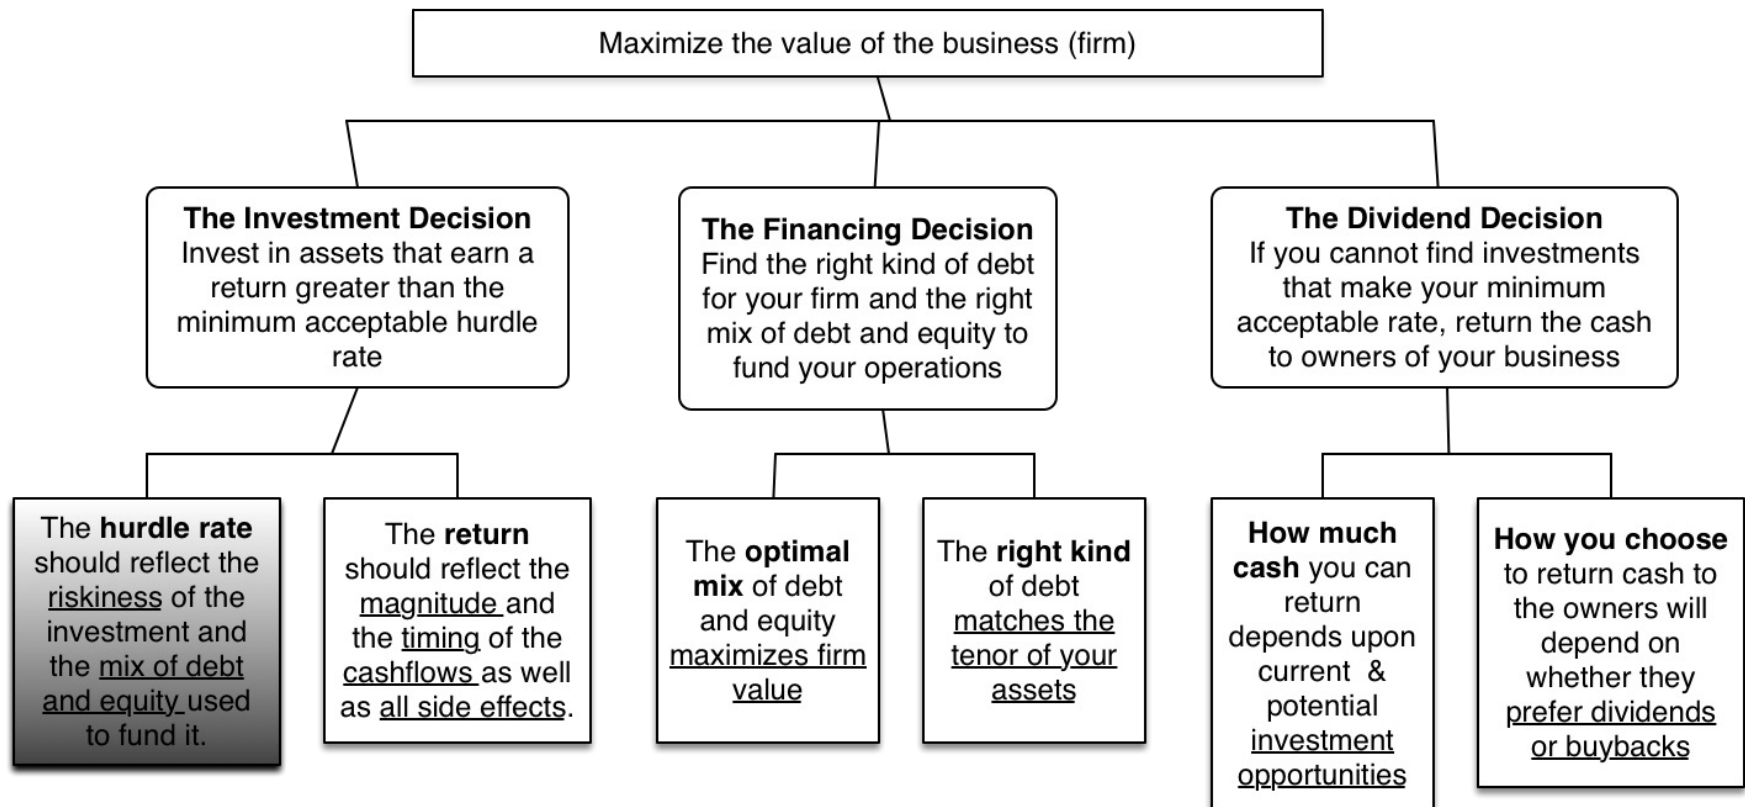 Maximize the value of the business (firm)
The Investment Decision
Invest in assets that earn a
return greater than the
minimum acceptable hurdle
rate
The Financing Decision
Find the right kind of debt
for your firm and the right
mix of debt and equity to
fund your operations
The Dividend Decision
If you cannot find investments
that make your minimum
acceptable rate, return the cash
to owners of your business
The hurdle rate
should reflect the
riskiness of the
investment and
the mix of debt
and equity used
to fund it.
The return
should reflect the
magnitude and
the timing of the
cashflows as well
as all side effects.
The optimal
mix of debt
and equity
maximizes firm
value
The right kind
of debt
matches the
tenor of your
assets
How much
cash you can
return
depends upon
current &
potential
investment
opportunities
How you choose
to return cash to
the owners will
depend on
whether they
prefer dividends
or buybacks